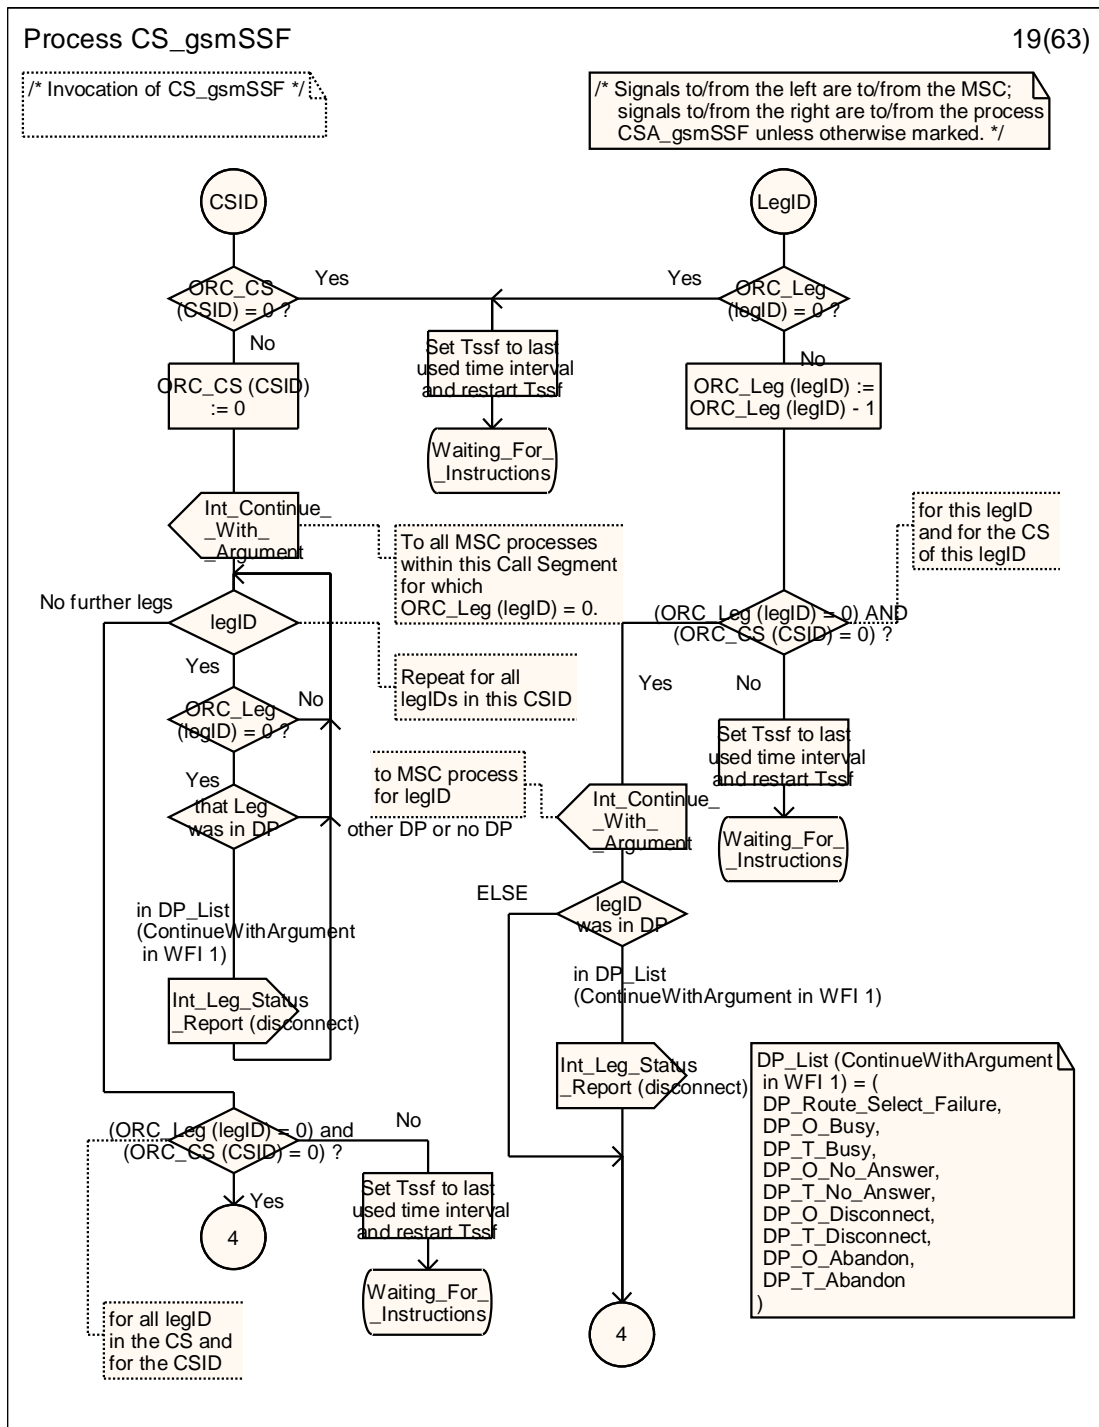 Process CS_gsmSSF
19(63)
/* Invocation of CS_gsmSSF */
/* Signals to/from the left are to/from the MSC;
signals to/from the right are to/from the process
CSA_gsmSSF unless otherwise marked. */
CSID
LegID
ORC_CS
(CSID) = 0 ?
Yes
Yes
ORC_Leg
(legID) = 0 ?
No
Set Tssf to last
used time interval
and restart Tssf
No
ORC_CS (CSID)
:= 0
ORC_Leg (legID) :=
ORC_Leg (legID) - 1
Waiting_For_
_Instructions
Int_Continue_
_With_
_Argument
To all MSC processes
within this Call Segment
for which
ORC_Leg (legID) = 0.
for this legID
and for the CS
of this legID
No further legs
legID
(ORC_Leg (legID) = 0) AND
(ORC_CS (CSID) = 0) ?
Yes
Repeat for all
legIDs in this CSID
Yes
No
ORC_Leg
(legID) = 0 ?
No
Set Tssf to last
used time interval
and restart Tssf
Yes
to MSC process
for legID
that Leg
was in DP
other DP or no DP
Int_Continue_
_With_
_Argument
Waiting_For_
_Instructions
ELSE
legID
was in DP
in DP_List
(ContinueWithArgument
in WFI 1)
in DP_List
(ContinueWithArgument in WFI 1)
Int_Leg_Status
_Report (disconnect)
Int_Leg_Status
_Report (disconnect)
DP_List (ContinueWithArgument
in WFI 1) = (
DP_Route_Select_Failure,
DP_O_Busy,
DP_T_Busy,
DP_O_No_Answer,
DP_T_No_Answer,
DP_O_Disconnect,
DP_T_Disconnect,
DP_O_Abandon,
DP_T_Abandon
)
(ORC_Leg (legID) = 0) and
(ORC_CS (CSID) = 0) ?
No
Yes
Set Tssf to last
used time interval
and restart Tssf
4
Waiting_For_
_Instructions
for all legID
in the CS and
for the CSID
4